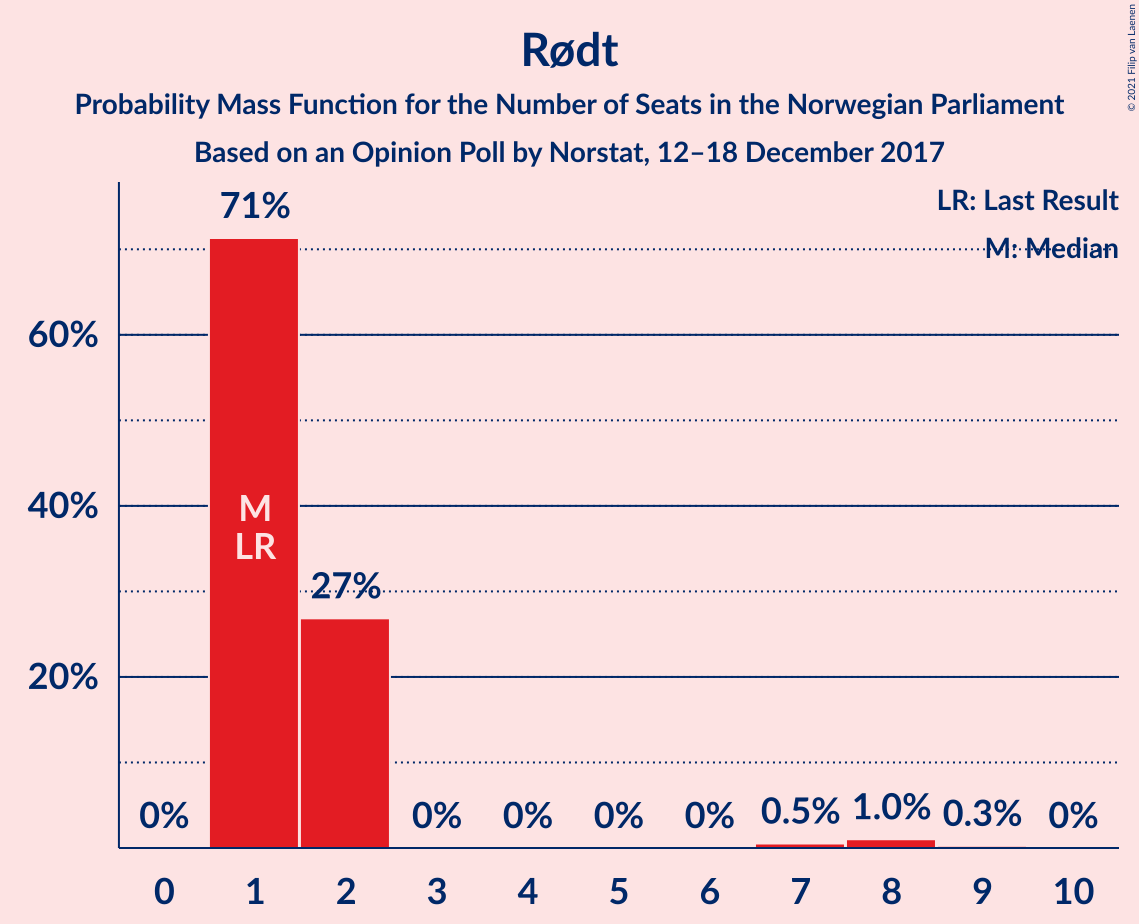 Rødt
Probability Mass Function for the Number of Seats in the Norwegian Parliament
Based on an Opinion Poll by Norstat, 12–18 December 2017
© 2021 Filip van Laenen
LR: Last Result
M: Median
71%
60%
40%
20%
M
LR
27%
0%
0%
0%
0%
0%
0.5%
1.0%
0.3%
0%
0 1 2 3 4 5 6 7 8 9 10